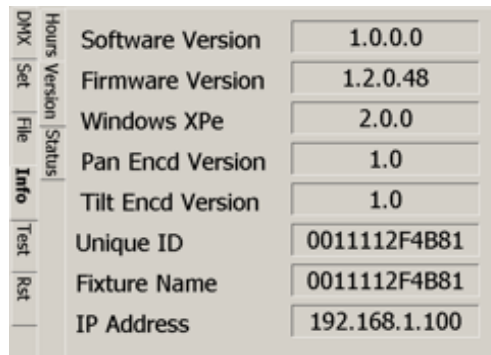 DMX
Set
File
Info
Test
Rst
Hours
Version
Status
Software Version 1.0.0.0
Firmware Version 1.2.0.48
Windows XPe 2.0.0
Pan Encd Version 1.0
Tilt Encd Version 1.0
Unique ID 0011112F4B81
Fixture Name 0011112F4B81
IP Address 192.168.1.100